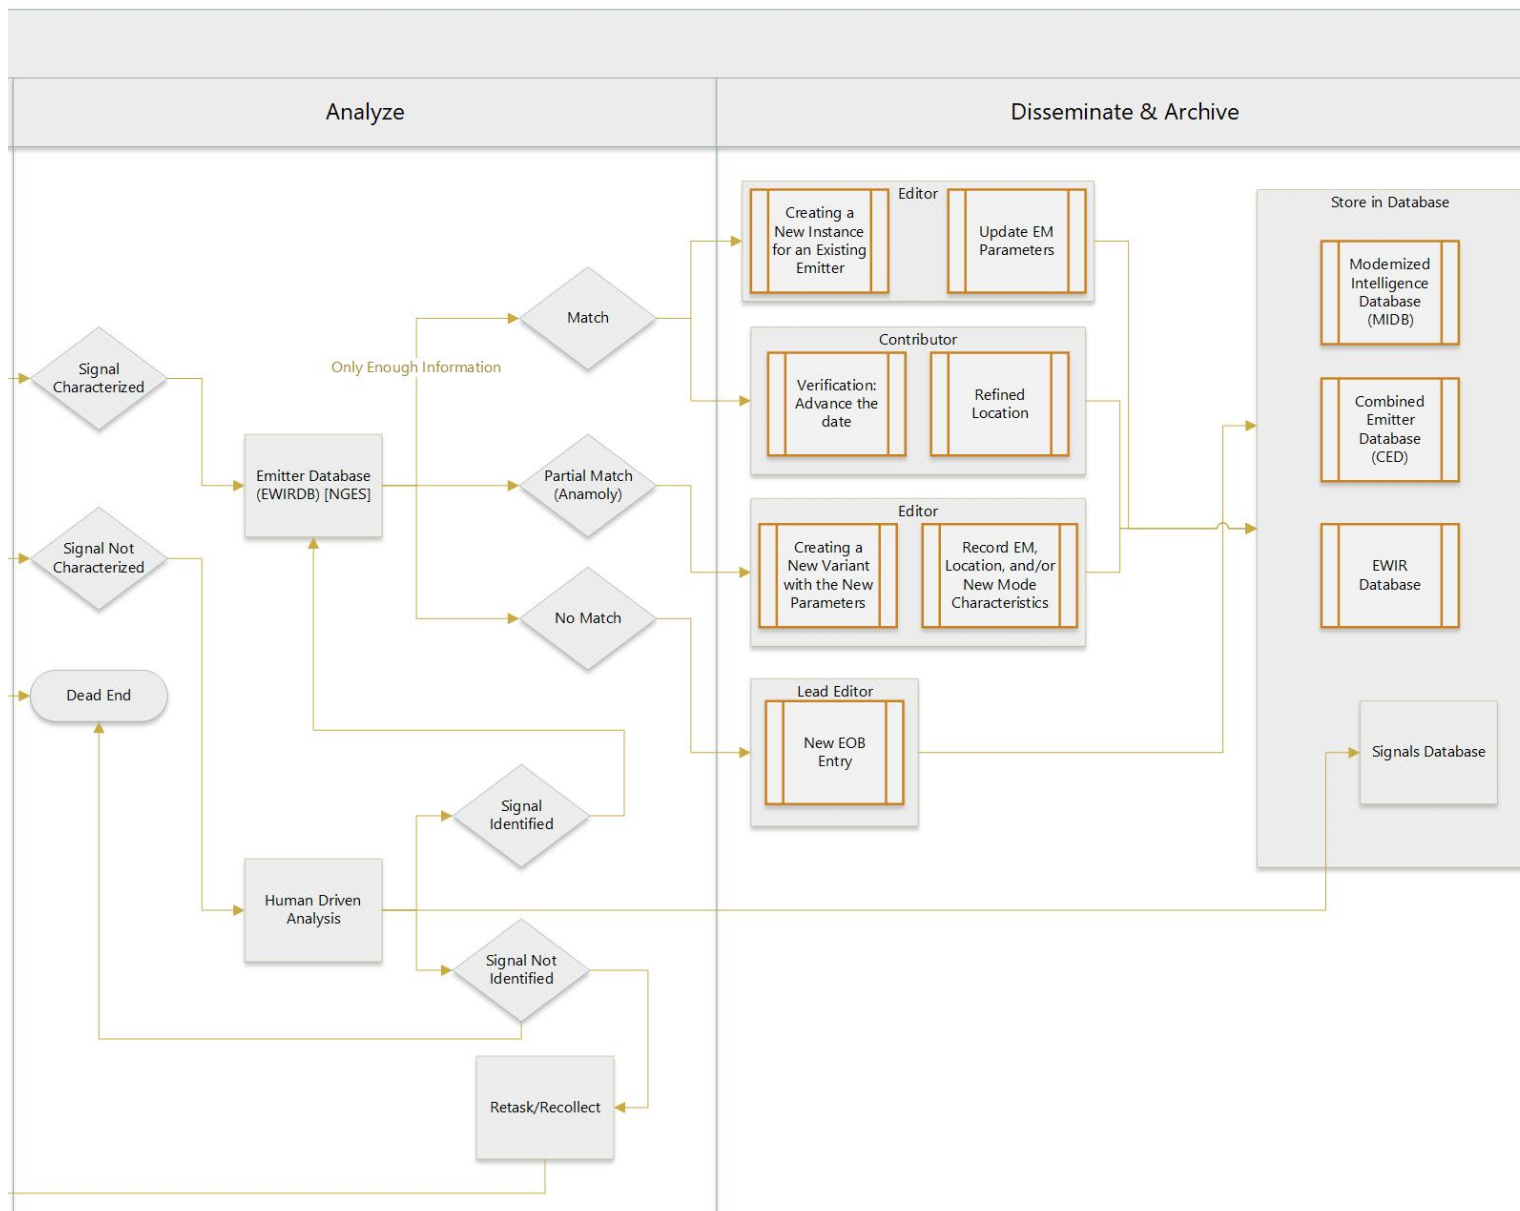 Analyze
Disseminate & Archive
Signal
Characterized
Signal Not
Characterized
Dead End
Emitter Database
(EWIRDB) [NGES]
Only Enough Information
Match
Partial Match
(Anamoly)
No Match
Signal
Identified
Human Driven
Analysis
Signal Not
Identified
Retask/Recollect
Editor
Creating a
New Instance
for an Existing
Emitter
Update EM
Parameters
Contributor
Verification:
Advance the
date
Refined
Location
Editor
Creating a
New Variant
with the New
Parameters
Record EM,
Location, and/or
New Mode
Characteristics
Lead Editor
New EOB
Entry
Store in Database
Modernized
Intelligence
Database
(MIDB)
Combined
Emitter
Database
(CED)
EWIR
Database
Signals Database